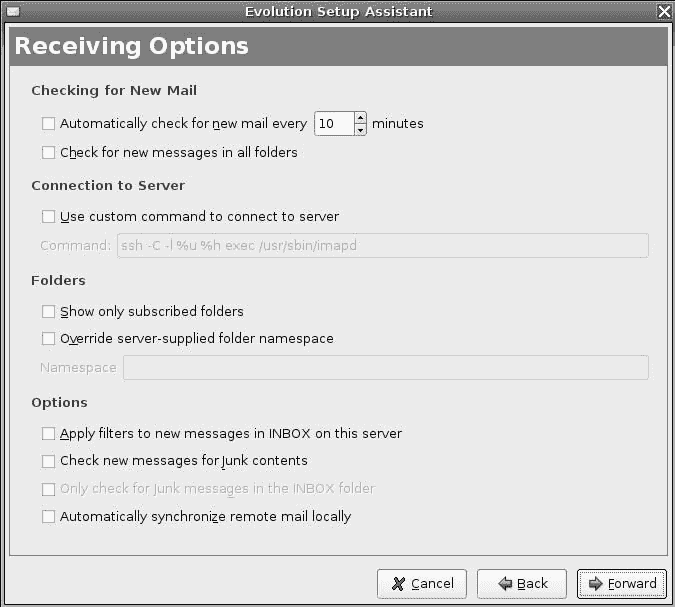 Evolution Setup Assistant
Receiving Options
Checking for New Mail
Automatically check for new mail every 10 minutes
Check for new messages in all folders
Connection to Server
Use custom command to connect to server
Command: ssh -C -l %u %h exec /usr/sbin/imapd
Folders
Show only subscribed folders
Override server-supplied folder namespace
Namespace
Options
Apply filters to new messages in INBOX on this server
Check new messages for Junk contents
Only check for Junk messages in the INBOX folder
Automatically synchronize remote mail locally
Cancel Back Forward